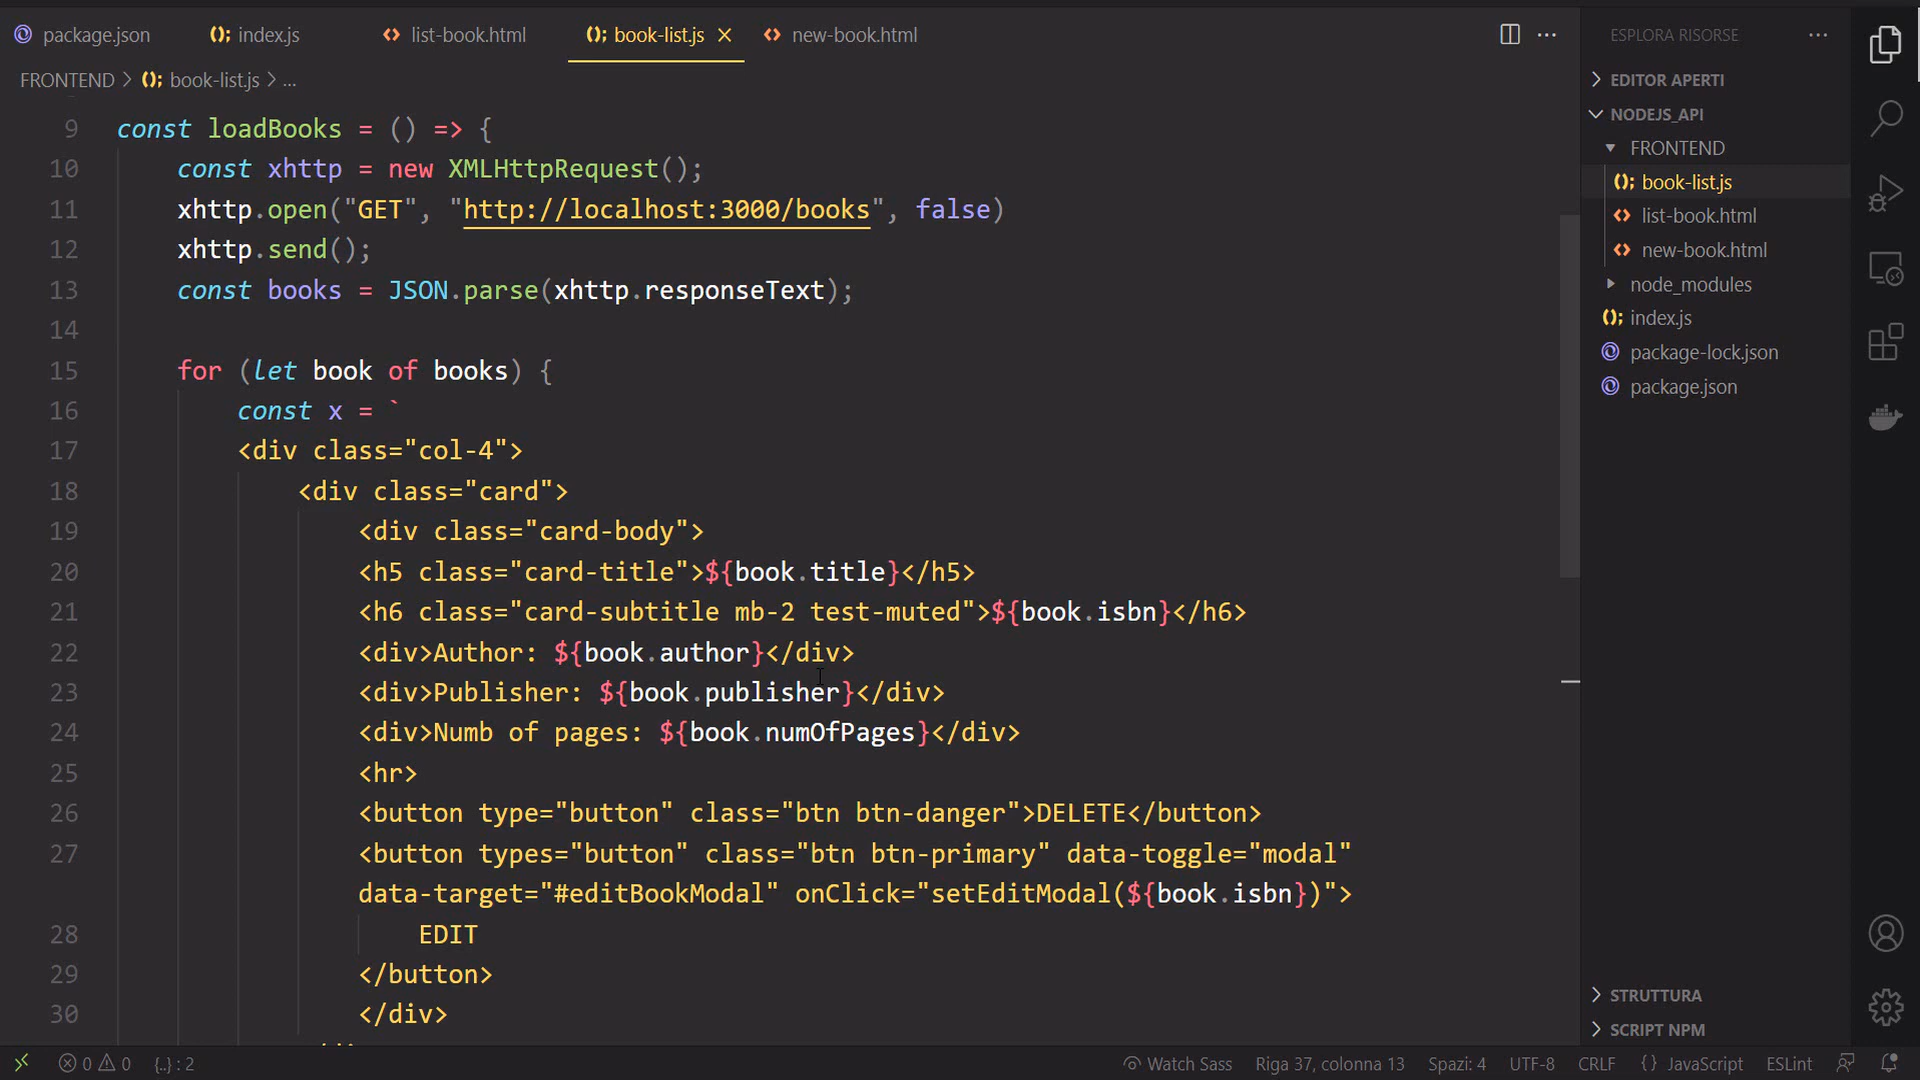 package.json
index.js
list-book.html
book-list.js
new-book.html
FRONTEND > book-list.js > ...
9 const loadBooks = () => {
10 const xhttp = new XMLHttpRequest();
11 xhttp.open("GET", "http://localhost:3000/books", false)
12 xhttp.send();
13 const books = JSON.parse(xhttp.responseText);
14
15 for (let book of books) {
16 const x = `
17 <div class="col-4">
18 <div class="card">
19 <div class="card-body">
20 <h5 class="card-title">${book.title}</h5>
21 <h6 class="card-subtitle mb-2 test-muted">${book.isbn}</h6>
22 <div>Author: ${book.author}</div>
23 <div>Publisher: ${book.publisher}</div>
24 <div>Numb of pages: ${book.numOfPages}</div>
25 <hr>
26 <button type="button" class="btn btn-danger">DELETE</button>
27 <button types="button" class="btn btn-primary" data-toggle="modal"
data-target="#editBookModal" onClick="setEditModal(${book.isbn})">
28 EDIT
29 </button>
30 </div>
ESPLORA RISORSE
EDITOR APERTI
NODEJS_API
FRONTEND
book-list.js
list-book.html
new-book.html
node_modules
index.js
package-lock.json
package.json
STRUTTURA
SCRIPT NPM
0 0 {..} : 2
Watch Sass
Riga 37, colonna 13
Spazi: 4
UTF-8
CRLF
{} JavaScript
ESLint